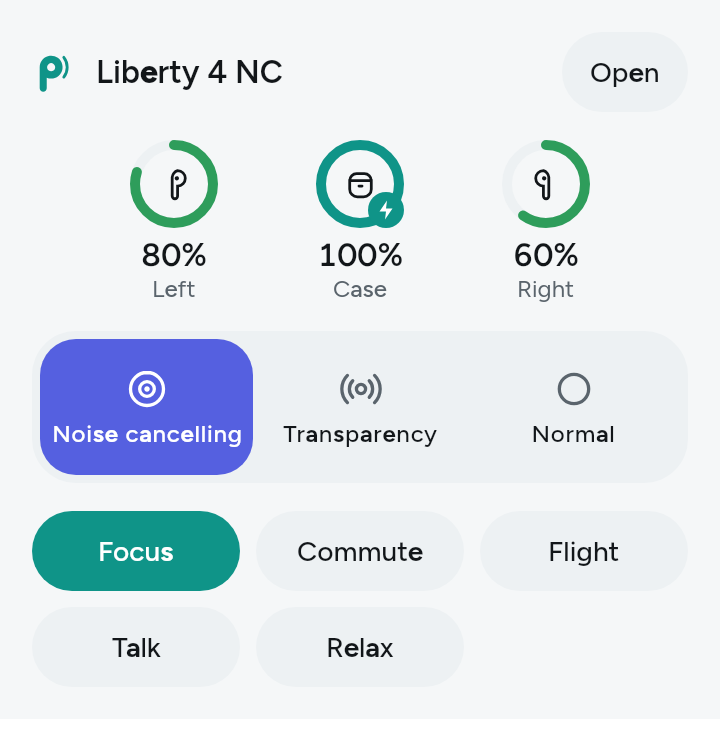 Liberty 4 NC
Open
80%
100%
60%
Left
Case
Right
Noise cancelling
Transparency
Normal
Focus
Commute
Flight
Talk
Relax